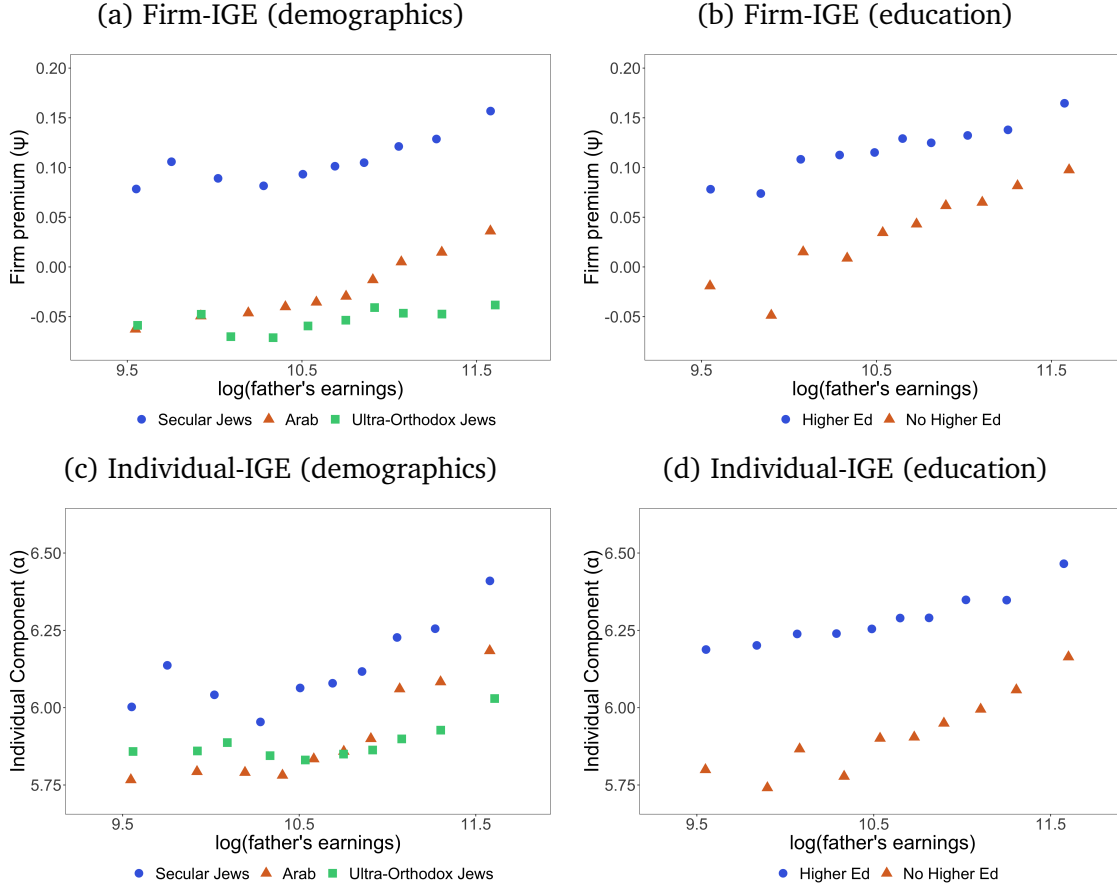 (a) Firm-IGE (demographics)
0.20
0.15
0.10
0.05
0.00
-0.05
Firm premium (ψ)
9.5 10.5 11.5
log(father's earnings)
Secular Jews Arab Ultra-Orthodox Jews
(b) Firm-IGE (education)
0.20
0.15
0.10
0.05
0.00
-0.05
Firm premium (ψ)
9.5 10.5 11.5
log(father's earnings)
Higher Ed No Higher Ed
(c) Individual-IGE (demographics)
6.50
6.25
6.00
5.75
Individual Component (α)
9.5 10.5 11.5
log(father's earnings)
Secular Jews Arab Ultra-Orthodox Jews
(d) Individual-IGE (education)
6.50
6.25
6.00
5.75
Individual Component (α)
9.5 10.5 11.5
log(father's earnings)
Higher Ed No Higher Ed